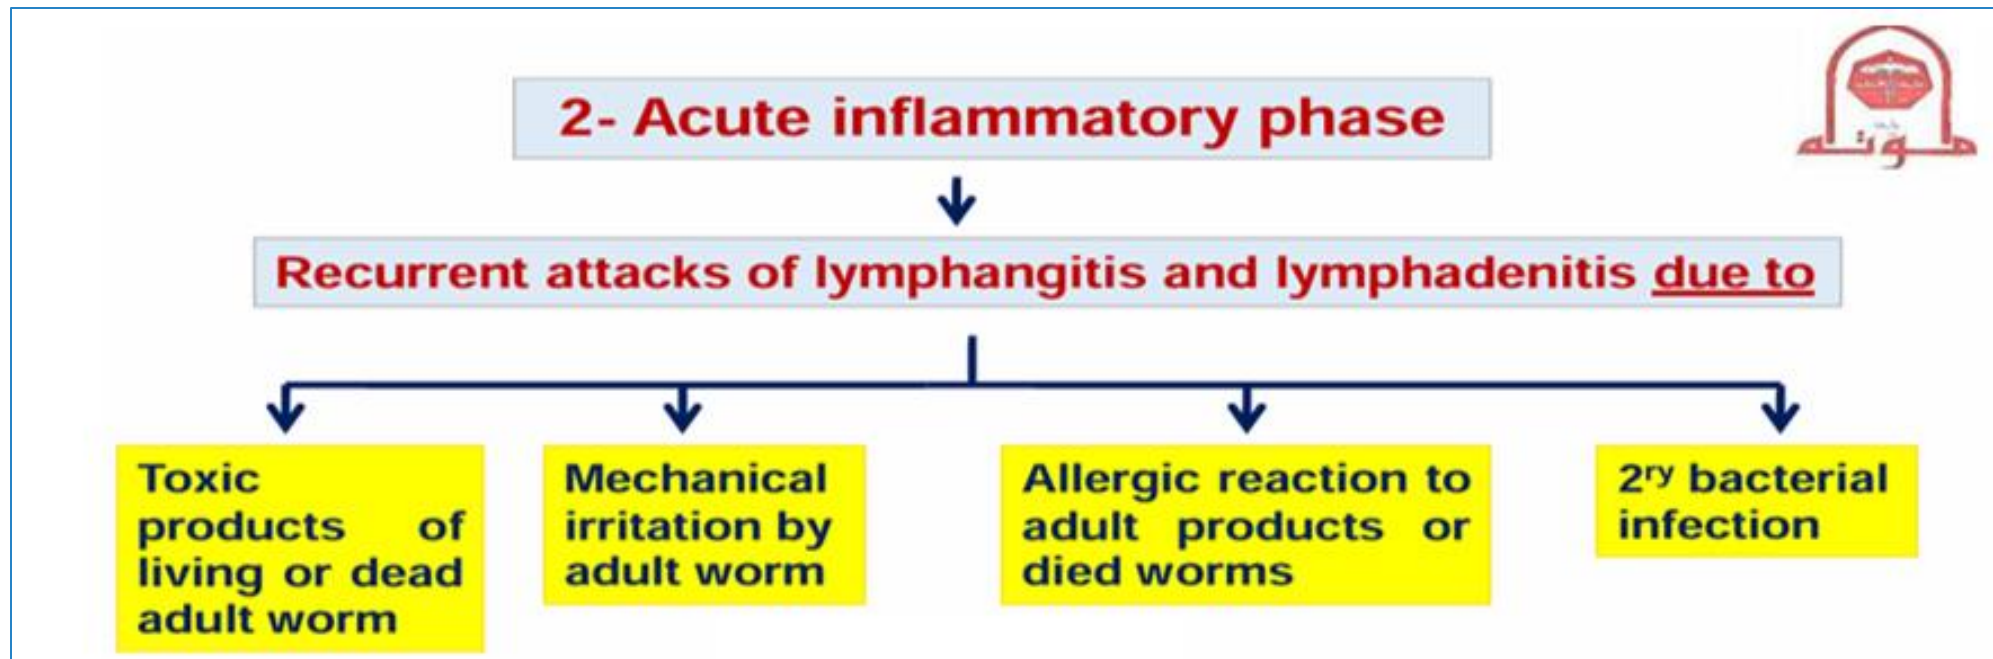 2- Acute inflammatory phase
مؤتة
Recurrent attacks of lymphangitis and lymphadenitis due to
Toxic
products of
living or dead
adult worm
Mechanical
irritation by
adult worm
Allergic reaction to
adult products or
died worms
2ry bacterial
infection